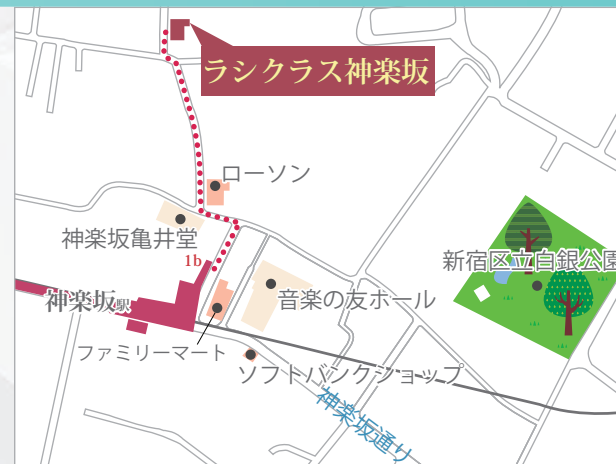 ラシクラス神楽坂
ローソン
神楽坂亀井堂
1b
新宿区立白銀公園
神楽坂駅
音楽の友ホール
ファミリーマート
ソフトバンクショップ
神楽坂通り